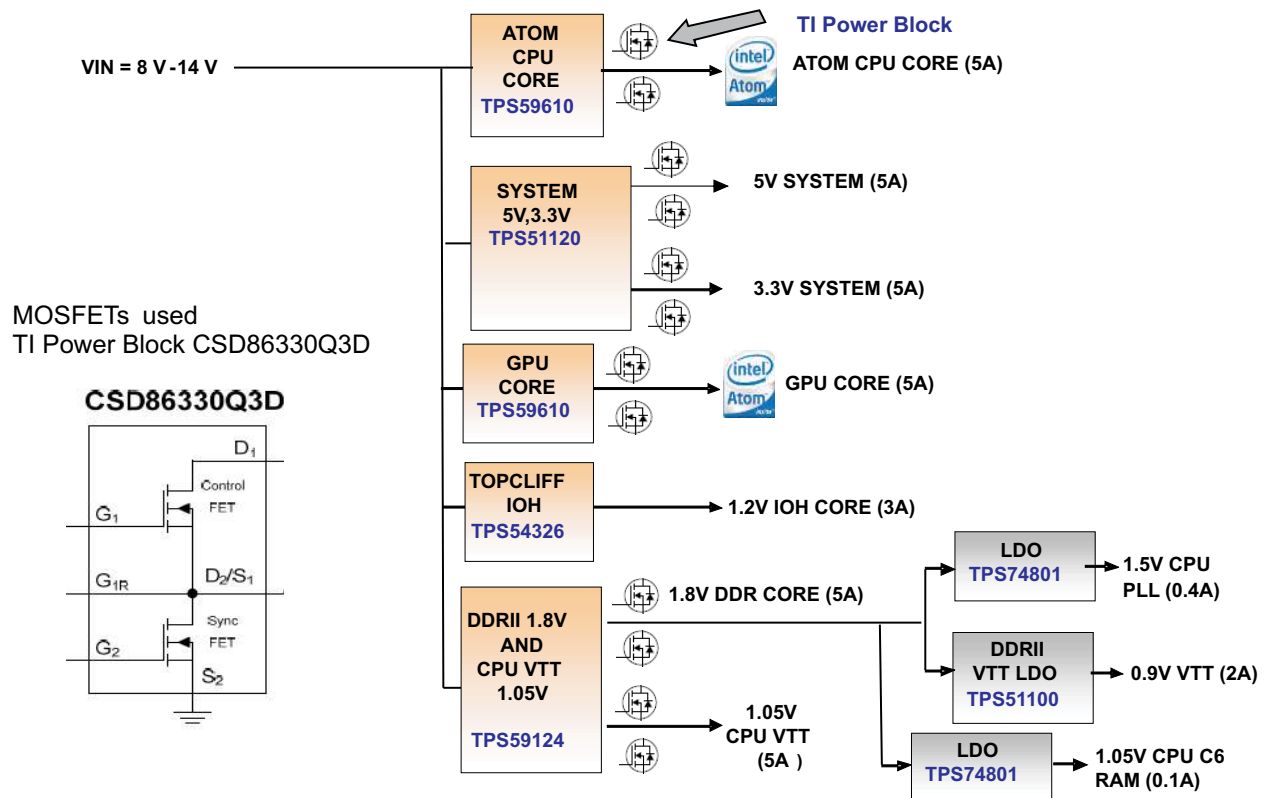 VIN = 8 V -14 V
ATOM
CPU
CORE
TPS59610
TI Power Block
intel
Atom
ATOM CPU CORE (5A)
SYSTEM
5V,3.3V
TPS51120
5V SYSTEM (5A)
3.3V SYSTEM (5A)
MOSFETs used
TI Power Block CSD86330Q3D
CSD86330Q3D
D1
Control
FET
G1
G1R
D2/S1
Sync
FET
G2
S2
GPU
CORE
TPS59610
intel
Atom
GPU CORE (5A)
TOPCLIFF
IOH
TPS54326
1.2V IOH CORE (3A)
DDRII 1.8V
AND
CPU VTT
1.05V
TPS59124
1.8V DDR CORE (5A)
1.05V
CPU VTT
(5A )
LDO
TPS74801
1.5V CPU
PLL (0.4A)
DDRII
VTT LDO
TPS51100
0.9V VTT (2A)
LDO
TPS74801
1.05V CPU C6
RAM (0.1A)